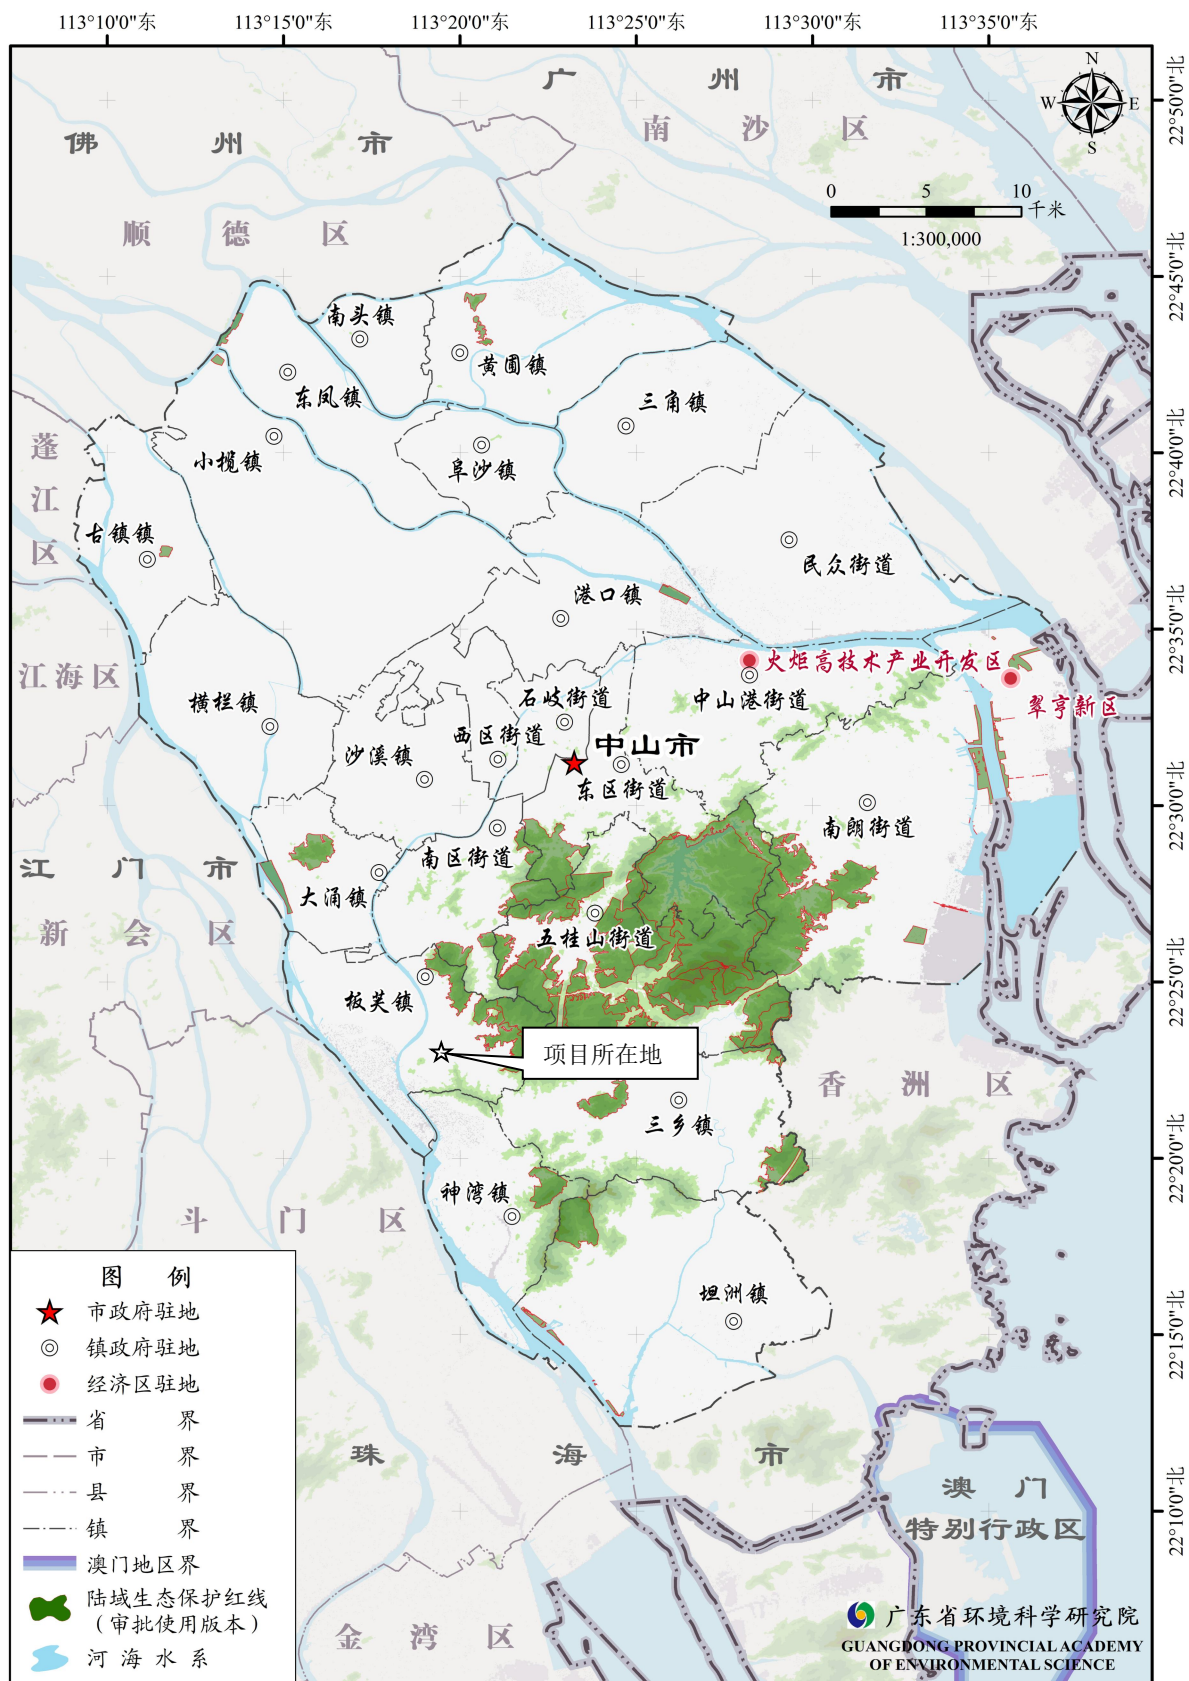 113°10'0"东 113°15'0"东 113°20'0"东 113°25'0"东 113°30'0"东 113°35'0"东
22°50'0"北
22°45'0"北
22°40'0"北
22°35'0"北
22°30'0"北
22°25'0"北
22°20'0"北
22°15'0"北
22°10'0"北
N
W E
S
0 5 10
千米
1:300,000
广州市
南沙区
佛州市
顺德区
南头镇
黄圃镇
东凤镇
三角镇
小榄镇
阜沙镇
蓬江区
古镇镇
民众街道
港口镇
江海区
火炬高技术产业开发区
翠亨新区
横栏镇
石岐街道
中山港街道
西区街道
中山市
沙溪镇
东区街道
南朗街道
南区街道
江门市
大涌镇
新会区
五桂山街道
板芙镇
项目所在地
香洲区
三乡镇
神湾镇
斗门区
坦洲镇
珠海市
澳门
特别行政区
金湾区
图例
市政府驻地
镇政府驻地
经济区驻地
省界
市界
县界
镇界
澳门地区界
陆域生态保护红线
（审批使用版本）
河海水系
广东省环境科学研究院
GUANGDONG PROVINCIAL ACADEMY
OF ENVIRONMENTAL SCIENCE